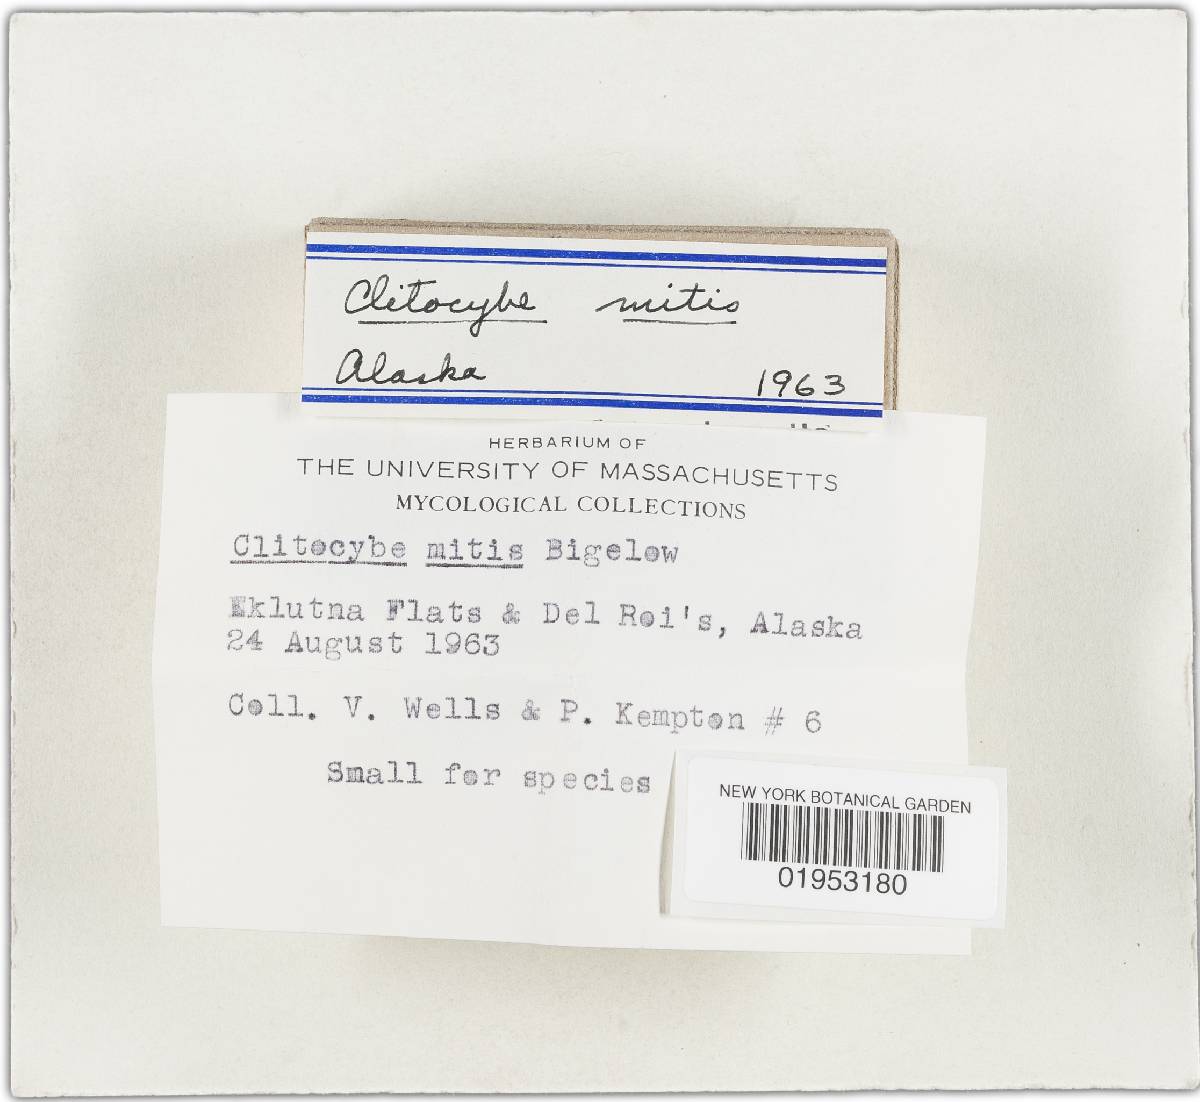 Clitocybe mitis
Alaska 1963
HERBARIUM OF
THE UNIVERSITY OF MASSACHUSETTS
MYCOLOGICAL COLLECTIONS
Clitocybe mitis Bigelow
Eklutna Flats & Del Roi's, Alaska
24 August 1963
Coll. V. Wells & P. Kempton # 6
Small for species
NEW YORK BOTANICAL GARDEN
01953180